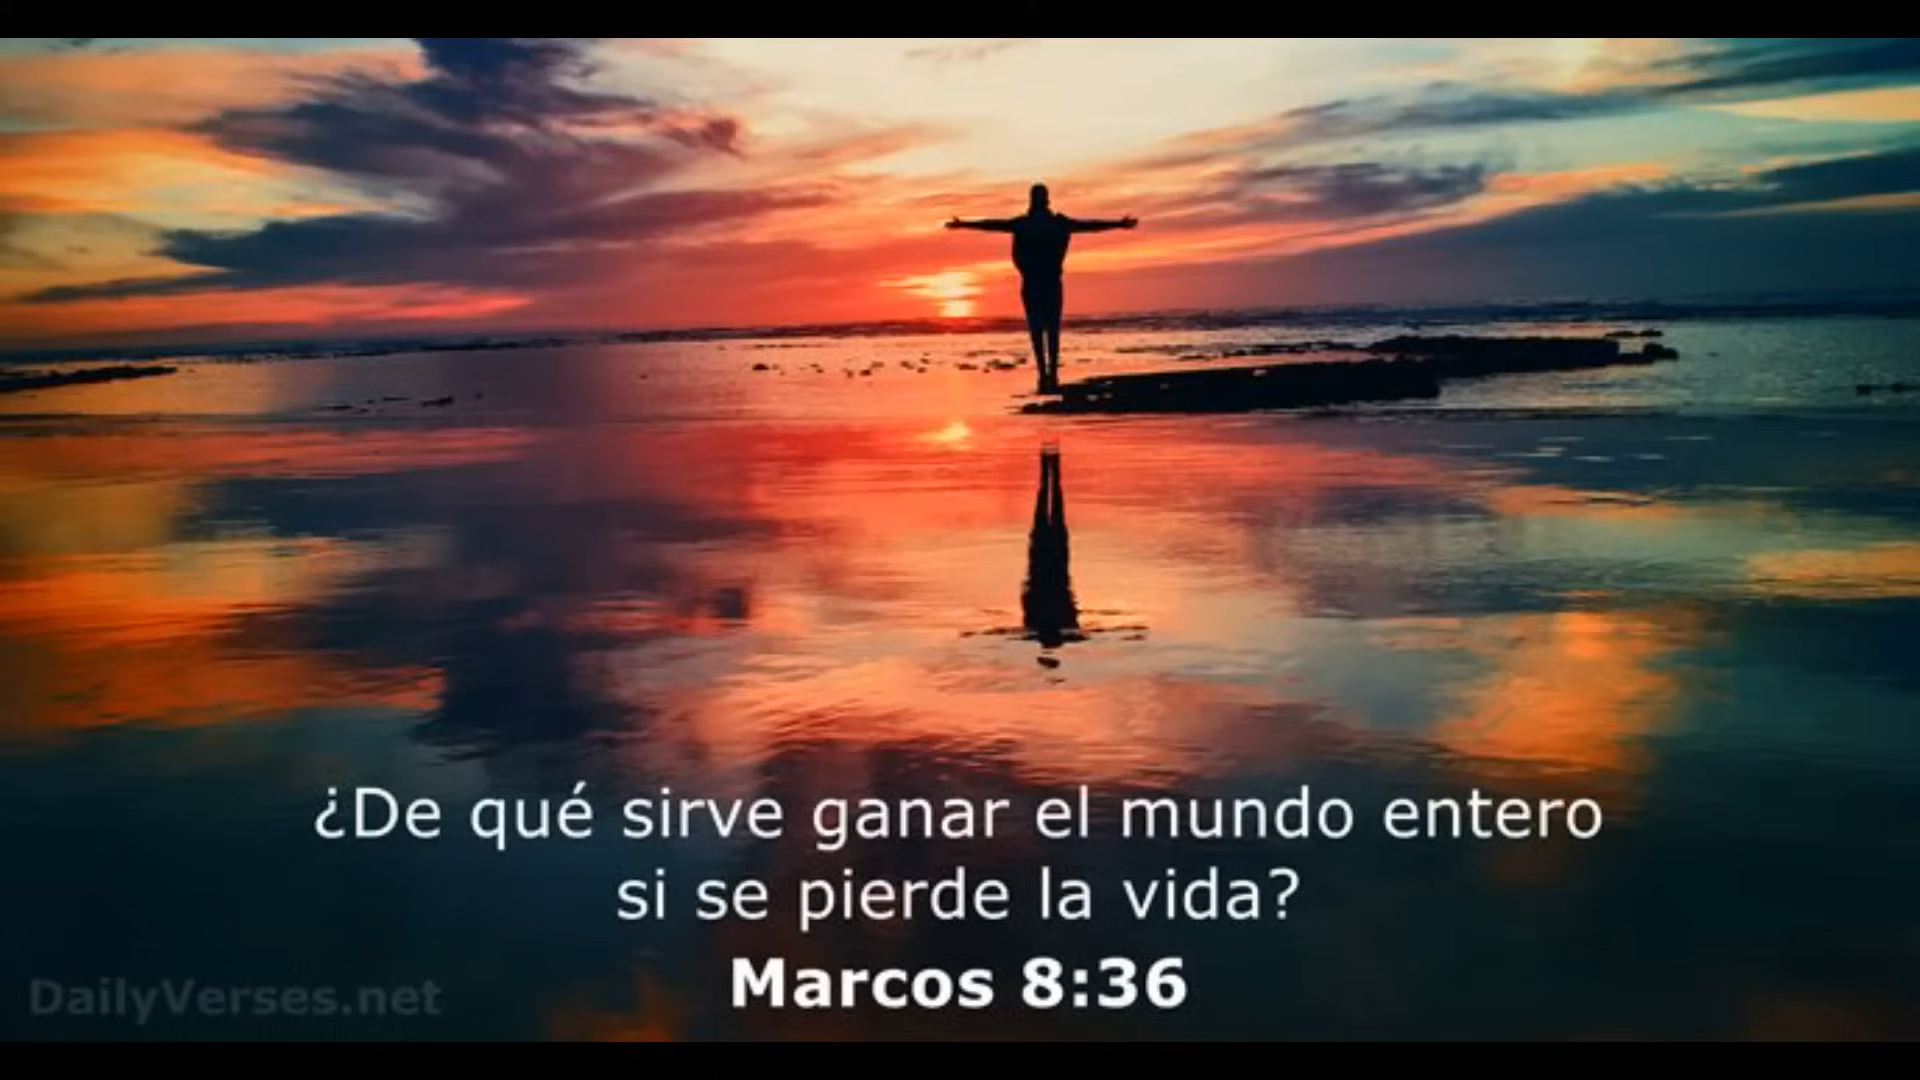 ¿De qué sirve ganar el mundo entero
si se pierde la vida?
Marcos 8:36
DailyVerses.net